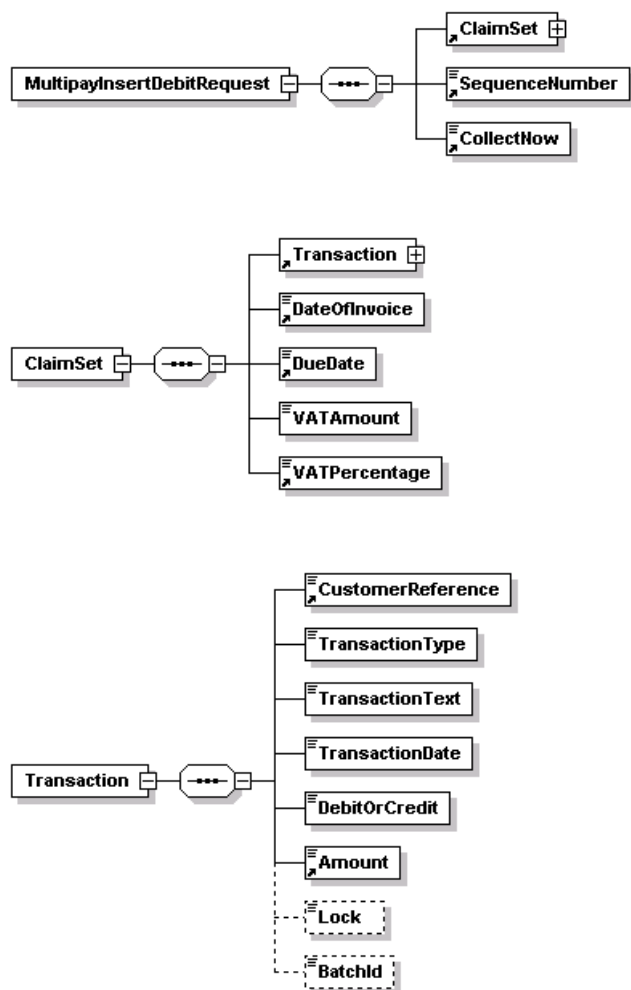 ClaimSet
MultipayInsertDebitRequest
SequenceNumber
CollectNow
Transaction
DateOfInvoice
ClaimSet
DueDate
VATAmount
VATPercentage
CustomerReference
TransactionType
TransactionText
TransactionDate
Transaction
DebitOrCredit
Amount
Lock
BatchId